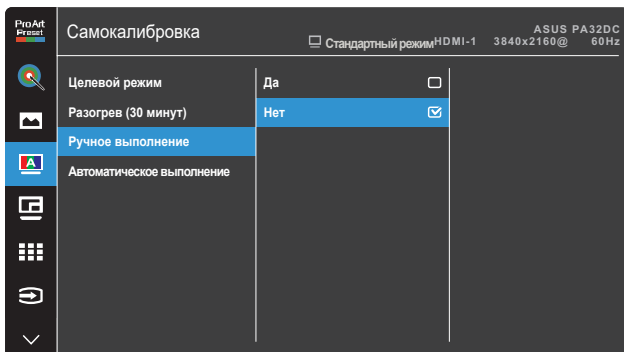 ProArt
Preset
Самокалибровка
Стандартный режим HDMI-1
ASUS PA32DC
3840x2160@ 60Hz
Целевой режим
Разогрев (30 минут)
Ручное выполнение
Автоматическое выполнение
Да
Нет
A